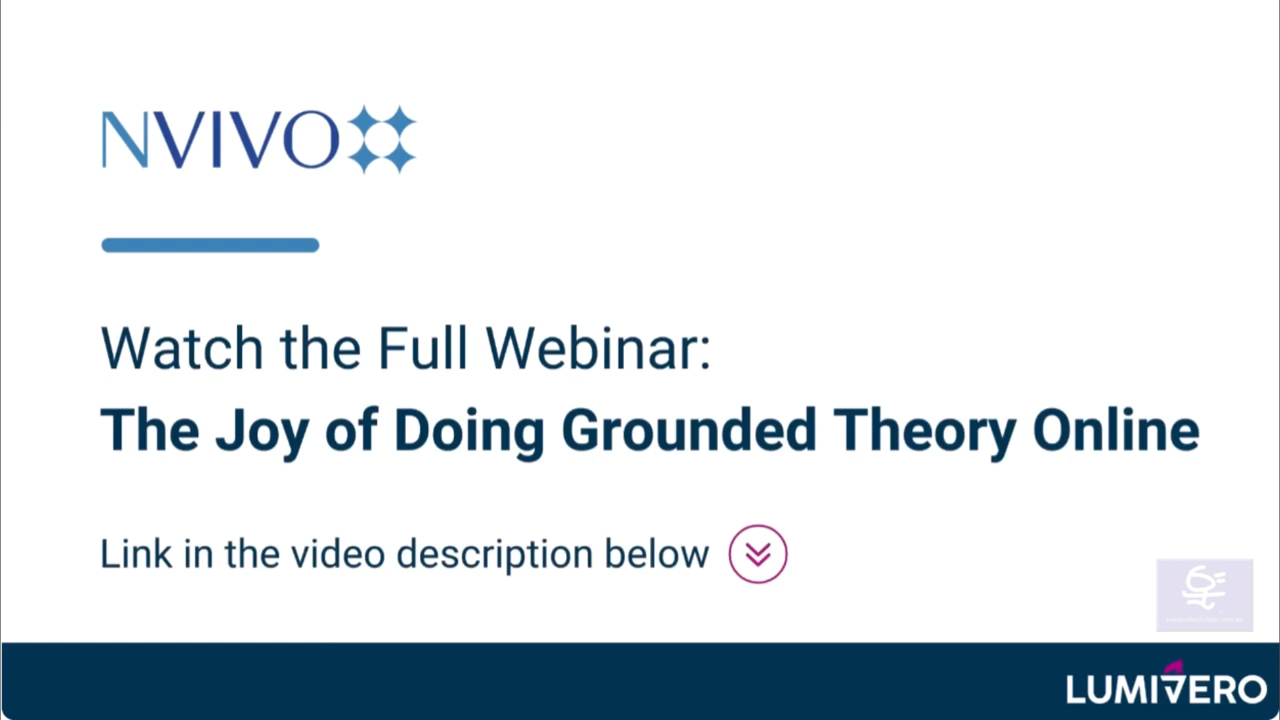 NVIVO
Watch the Full Webinar:
The Joy of Doing Grounded Theory Online
Link in the video description below
LUMIVERO